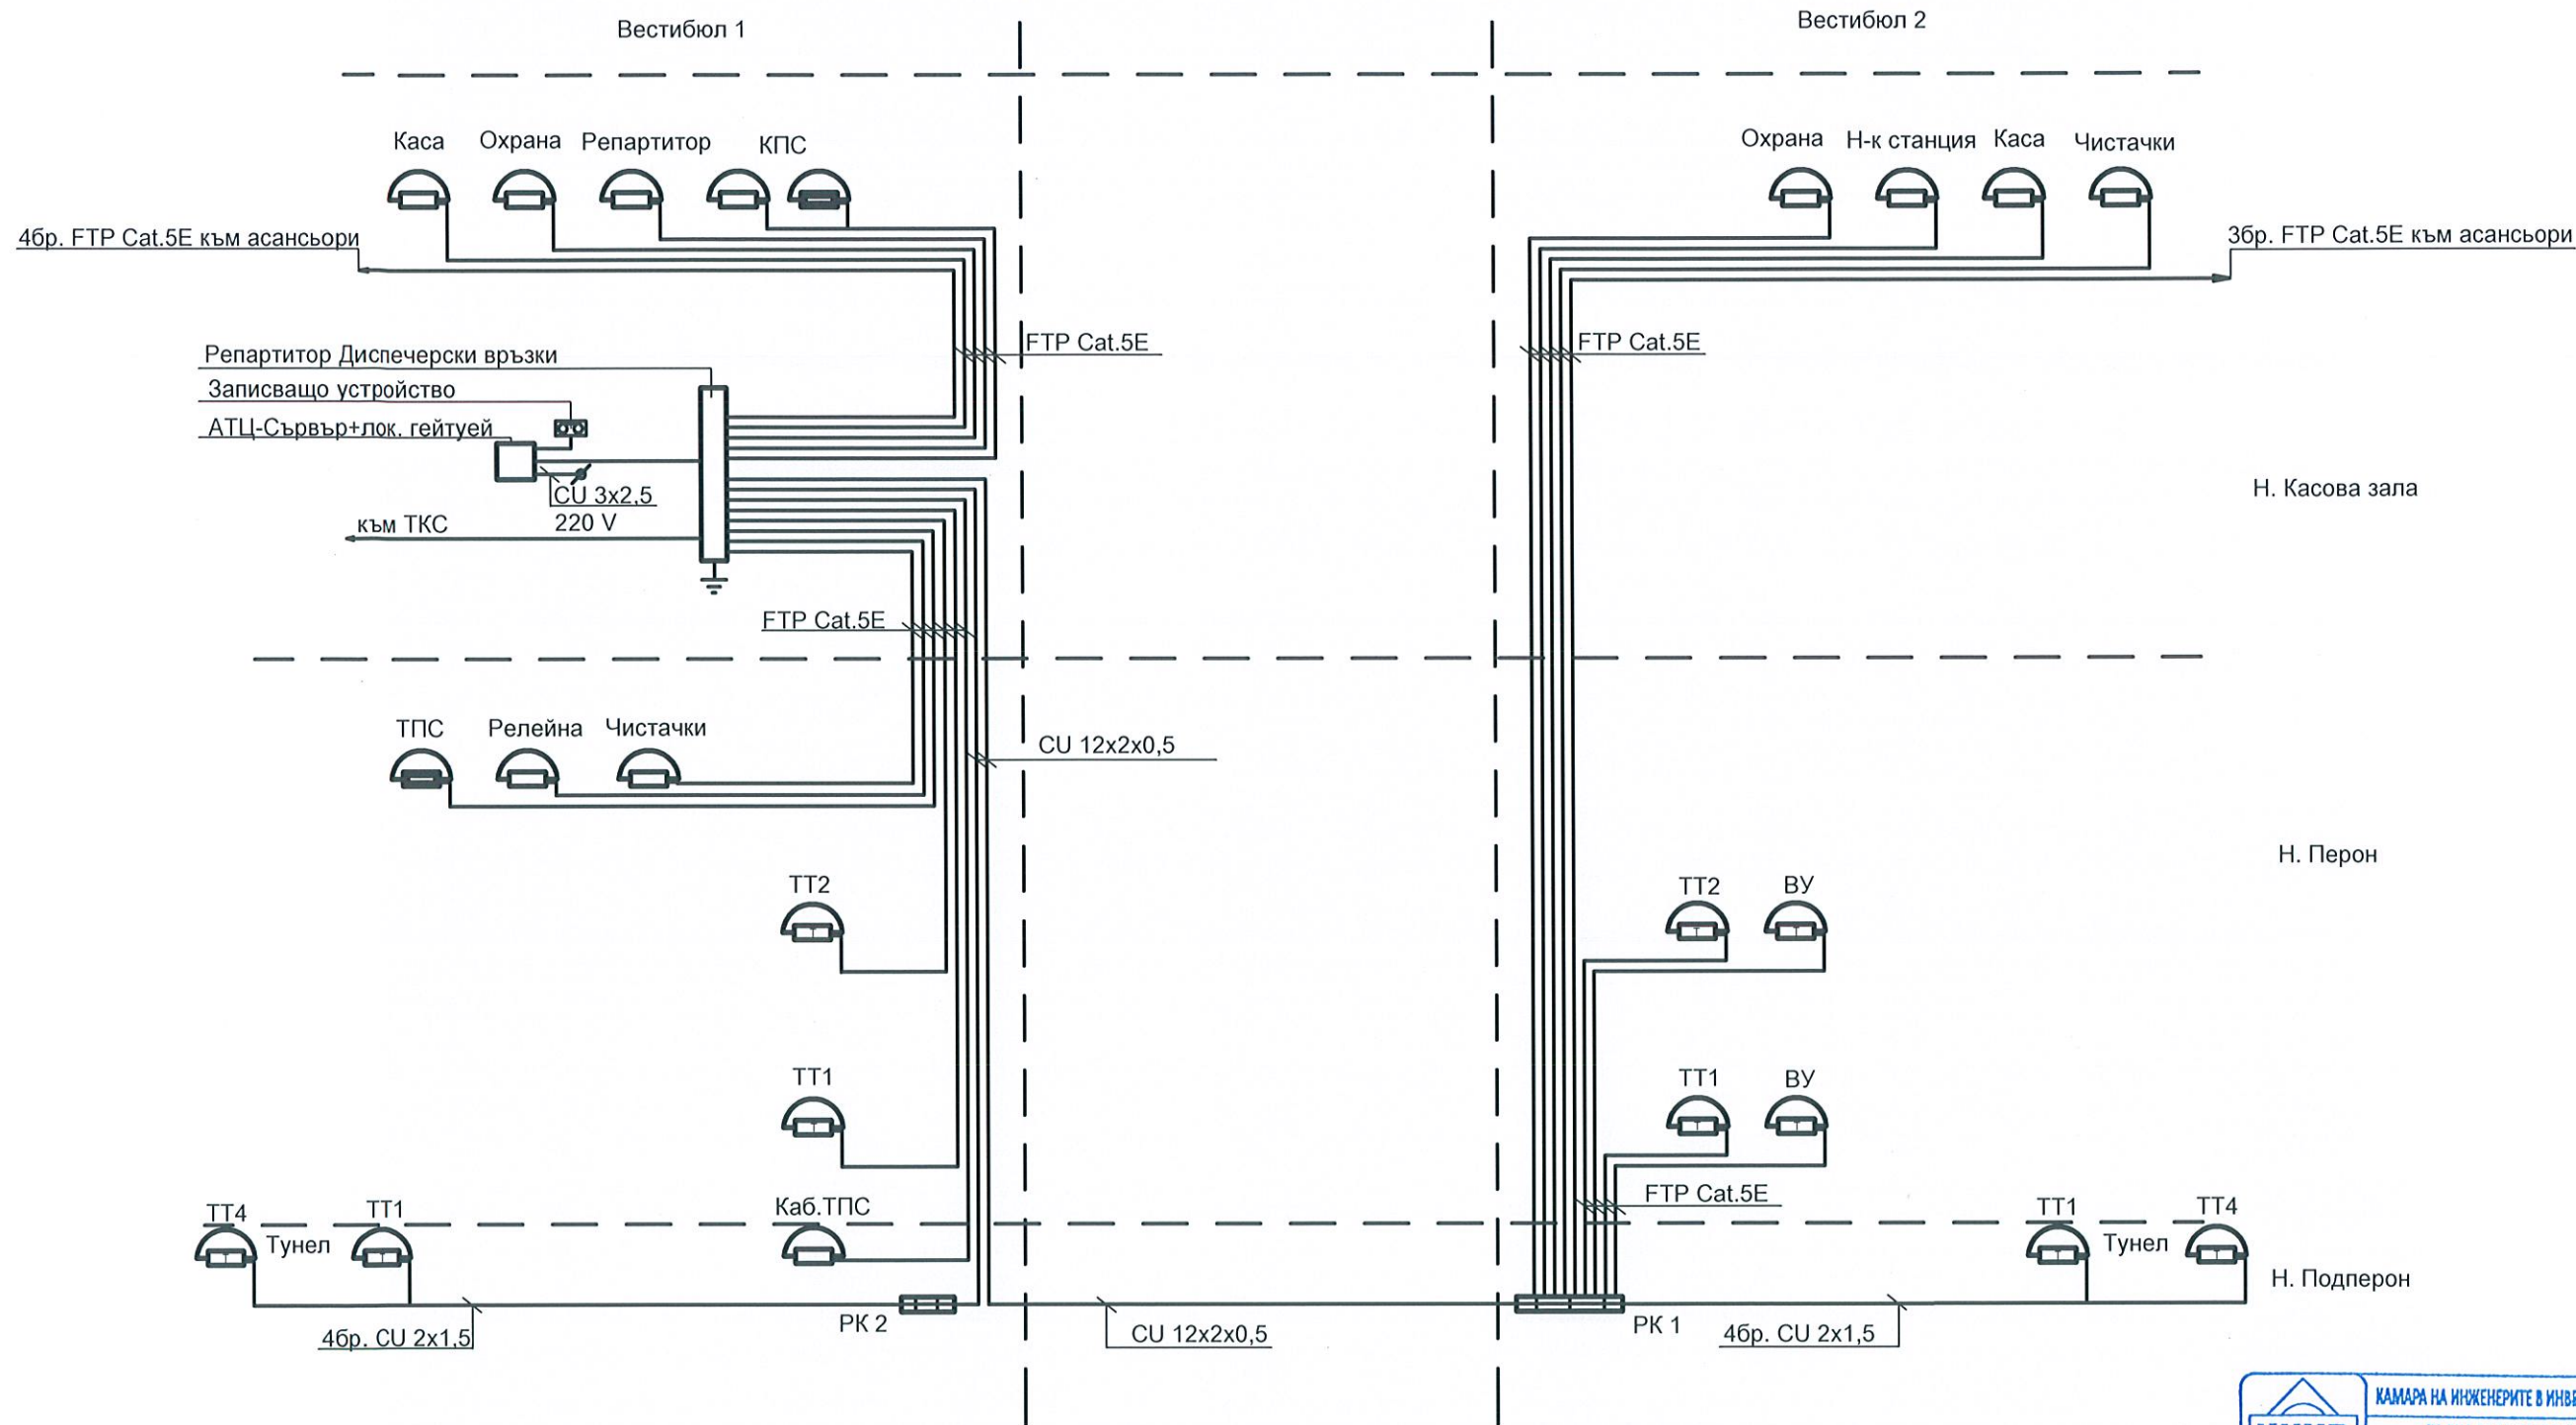 Вестибюл 1
Вестибюл 2
Каса
Охрана
Репартитор
КПС
Охрана
Н-к станция
Каса
Чистачки
4бр. FTP Cat.5E към асансьори
3бр. FTP Cat.5E към асансьори
FTP Cat.5E
FTP Cat.5E
Репартитор Диспечерски връзки
Записващо устройство
АТЦ-Сървър+лок. гейтуей
CU 3x2,5
220 V
към ТКС
Н. Касова зала
FTP Cat.5E
ТПС
Релейна
Чистачки
CU 12x2x0,5
Н. Перон
ТТ2
ТТ2
ВУ
ТТ1
ТТ1
ВУ
FTP Cat.5E
ТТ4
Тунел
ТТ1
Каб.ТПС
ТТ1
Тунел
ТТ4
Н. Подперон
РК 2
РК 1
4бр. CU 2x1,5
CU 12x2x0,5
4бр. CU 2x1,5
КАМАРА НА ИНЖЕНЕРИТЕ В